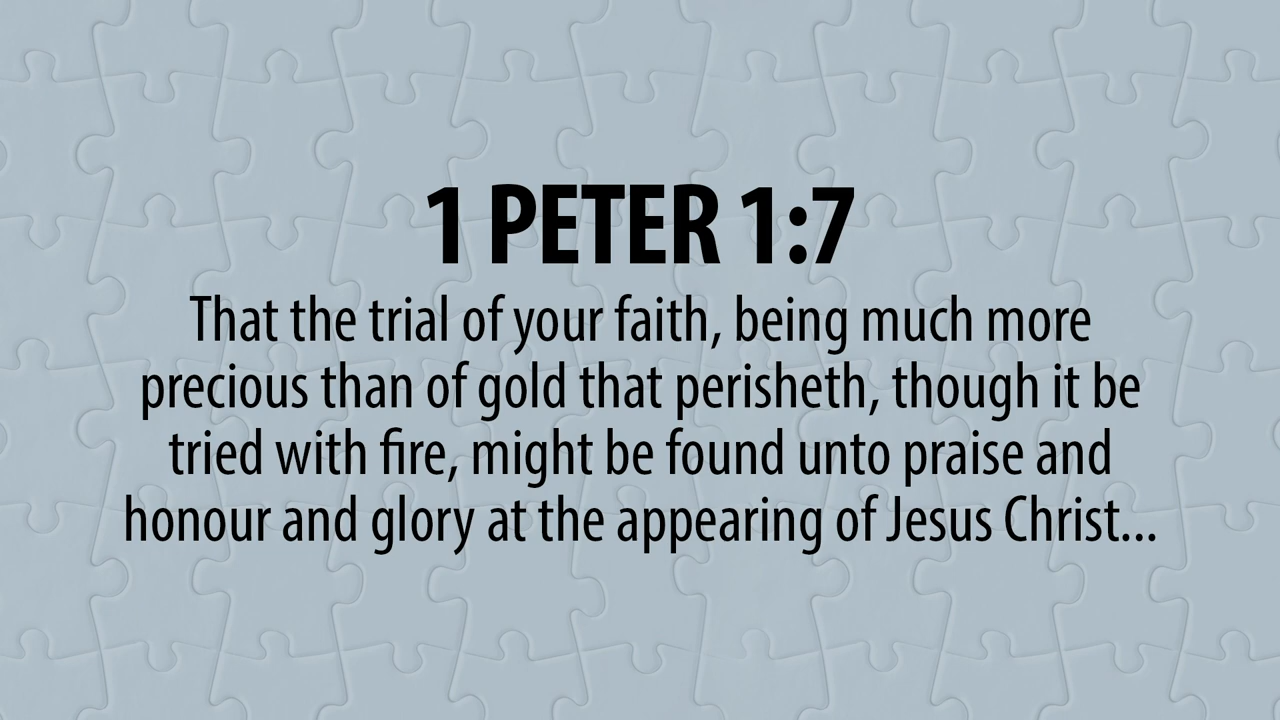 1 PETER 1:7
That the trial of your faith, being much more
precious than of gold that perisheth, though it be
tried with fire, might be found unto praise and
honour and glory at the appearing of Jesus Christ...